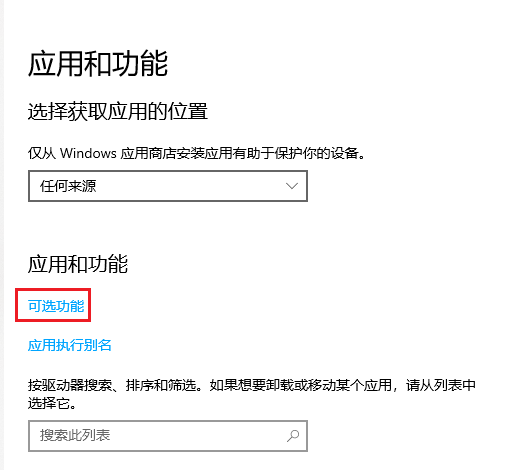 应用和功能
选择获取应用的位置
仅从 Windows 应用商店安装应用有助于保护你的设备。
任何来源
应用和功能
可选功能
应用执行别名
按驱动器搜索、排序和筛选。如果想要卸载或移动某个应用，请从列表中
选择它。
搜索此列表